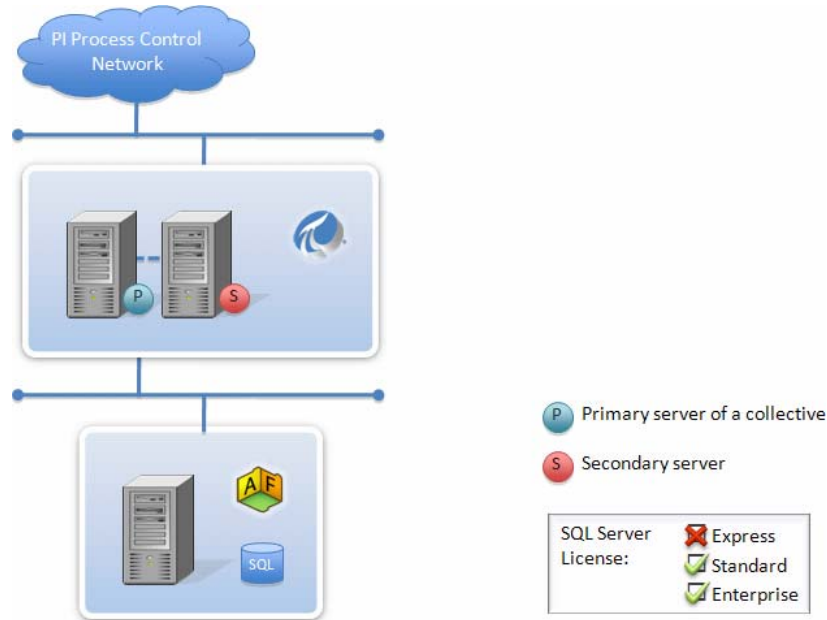 PI Process Control
Network
P
S
A F
SQL
P Primary server of a collective
S Secondary server
SQL Server
License:
Express
Standard
Enterprise